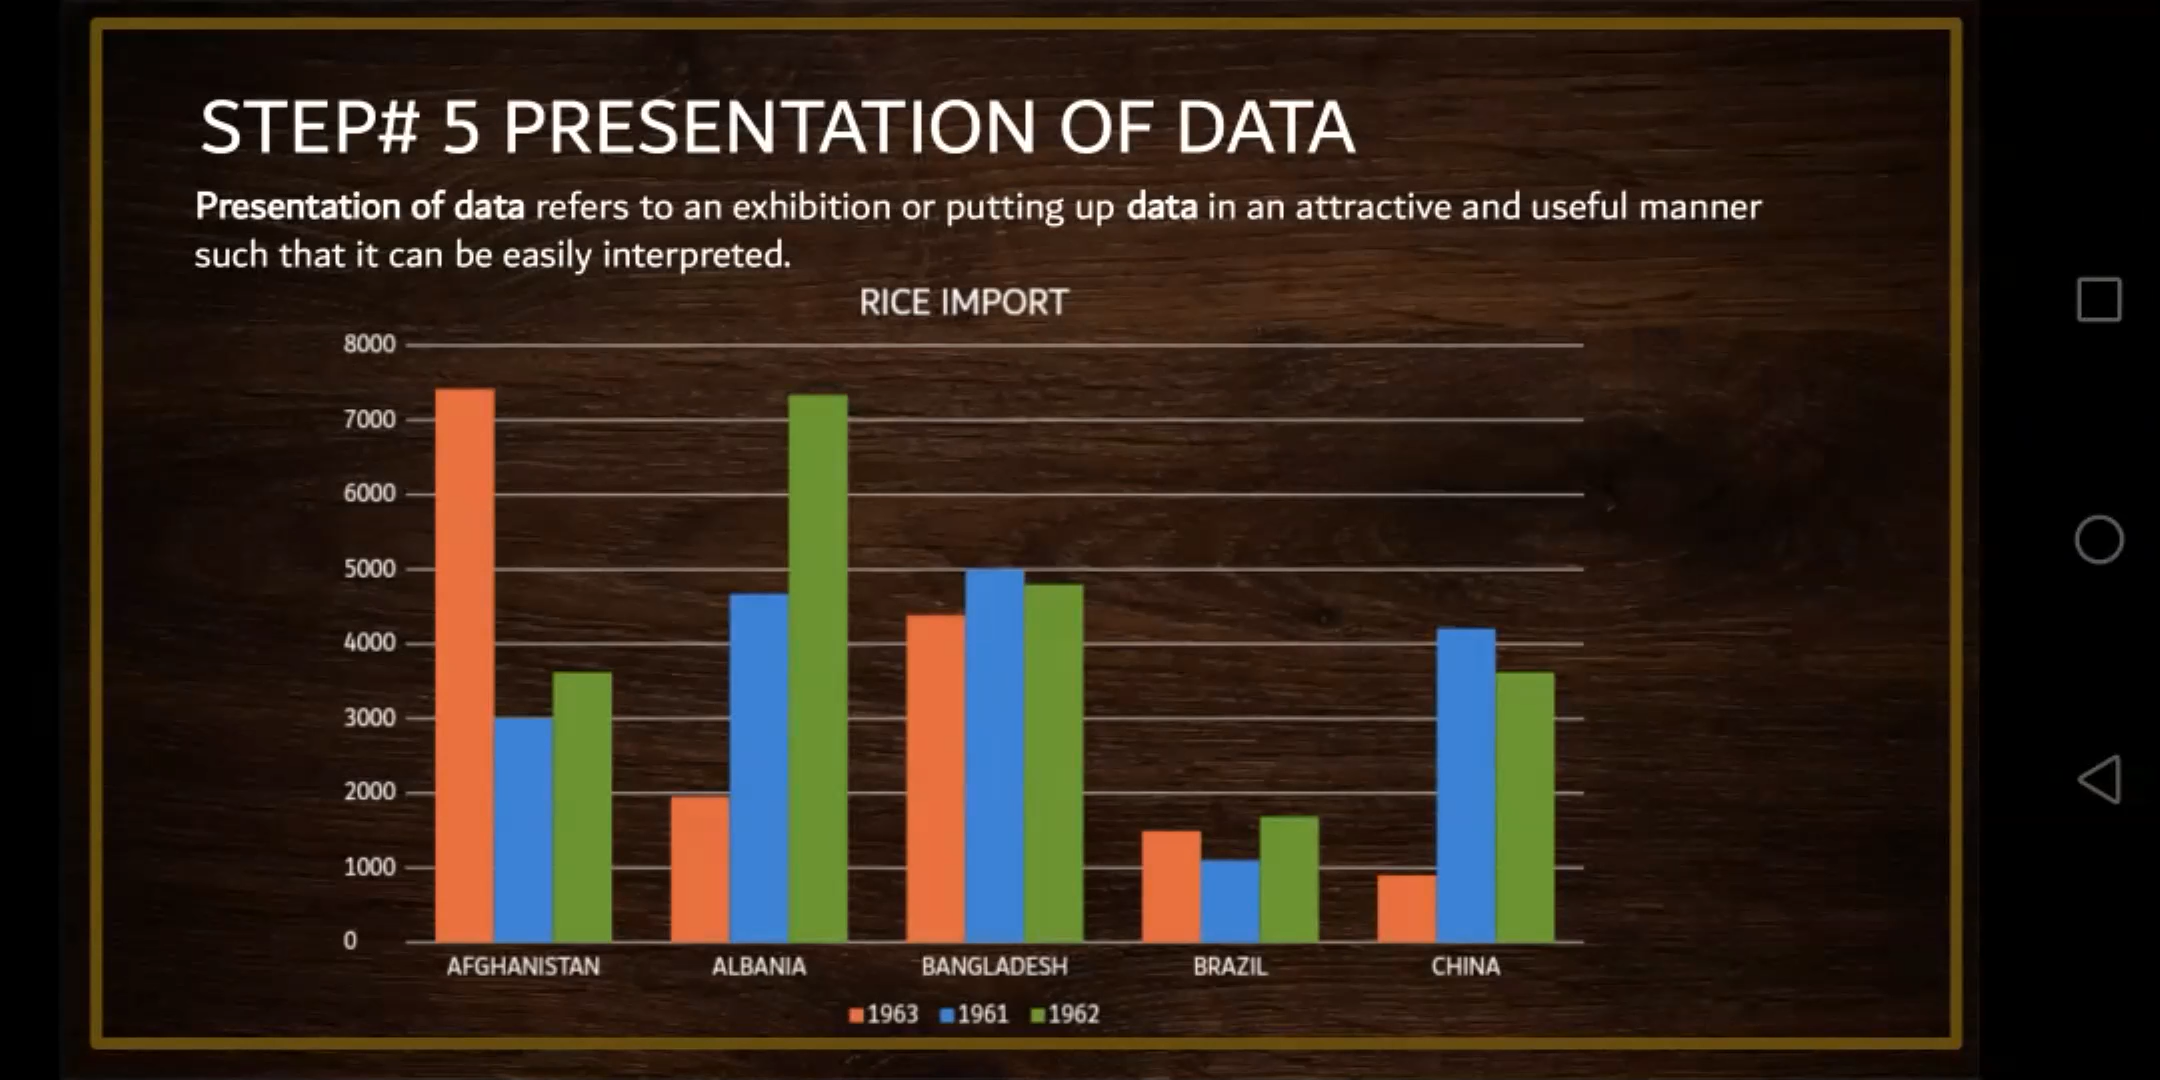 STEP# 5 PRESENTATION OF DATA
Presentation of data refers to an exhibition or putting up data in an attractive and useful manner
such that it can be easily interpreted.
RICE IMPORT
8000
7000
6000
5000
4000
3000
2000
1000
0
AFGHANISTAN ALBANIA BANGLADESH BRAZIL CHINA
1963 1961 1962